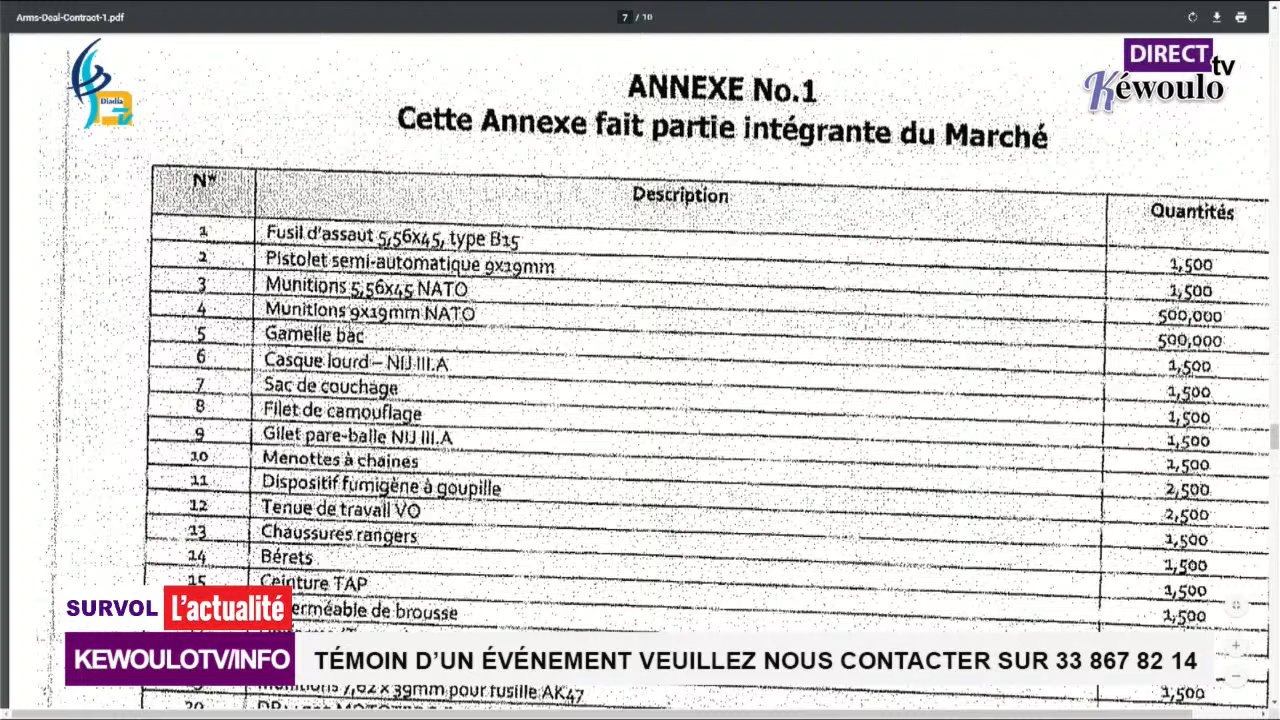 Arms-Deal-Contract-1.pdf
7 / 10
DIRECT
Kéwoulo tv
Diadia
ANNEXE No.1
Cette Annexe fait partie intégrante du Marché
N° Description Quantités
1 Fusil d'assaut 5,56x45, type B15 1,500
2 Pistolet semi-automatique 9x19mm 1,500
3 Munitions 5,56x45 NATO 500,000
4 Munitions 9x19mm NATO 500,000
5 Gamelle bac 1,500
6 Casque lourd – NIJ III.A 1,500
7 Sac de couchage 1,500
8 Filet de camouflage 1,500
9 Gilet pare-balle NIJ III.A 1,500
10 Menottes à chaines 2,500
11 Dispositif fumigène à goupille 2,500
12 Tenue de travail VO 1,500
13 Chaussures rangers 1,500
14 Bérets 1,500
15 Ceinture TAP 1,500
erméable de brousse
SURVOL L'actualité
KEWOULOTV/INFO TÉMOIN D'UN ÉVÉNEMENT VEUILLEZ NOUS CONTACTER SUR 33 867 82 14
7,62 x 39mm pour fusille AK47 1,500
20